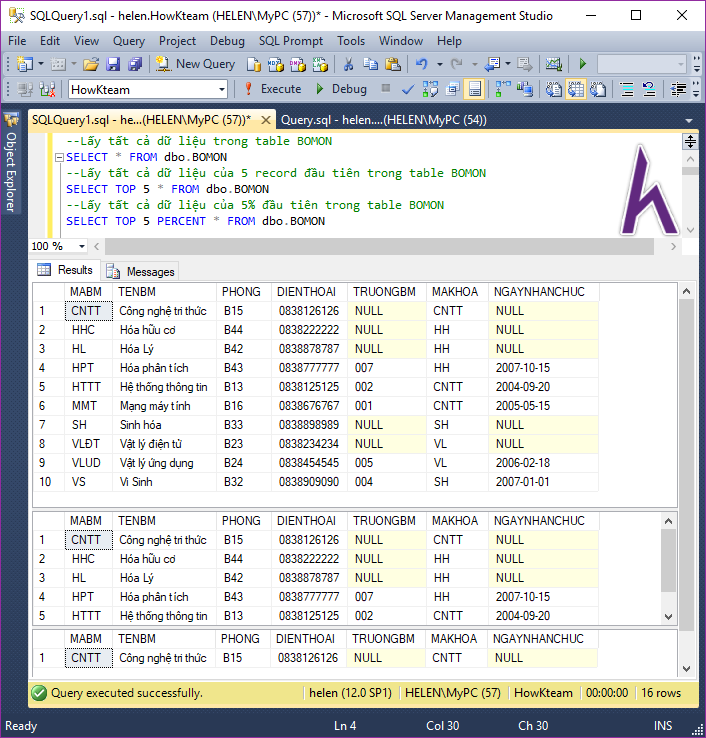 SQLQuery1.sql - helen.HowKteam (HELEN\MyPC (57))* - Microsoft SQL Server Management Studio
File Edit View Query Project Debug SQL Prompt Tools Window Help
New Query
HowKteam Execute Debug
SQLQuery1.sql - he...(HELEN\MyPC (57))* Query.sql - helen....(HELEN\MyPC (54))
Object Explorer
--Lấy tất cả dữ liệu trong table BOMON
SELECT * FROM dbo.BOMON
--Lấy tất cả dữ liệu của 5 record đầu tiên trong table BOMON
SELECT TOP 5 * FROM dbo.BOMON
--Lấy tất cả dữ liệu của 5% đầu tiên trong table BOMON
SELECT TOP 5 PERCENT * FROM dbo.BOMON
100 %
Results Messages
MABM TENBM PHONG DIENTHOAI TRUONGBM MAKHOA NGAYNHANCHUC
1 CNTT Công nghệ tri thức B15 0838126126 NULL CNTT NULL
2 HHC Hóa hữu cơ B44 0838222222 NULL HH NULL
3 HL Hóa Lý B42 0838878787 NULL HH NULL
4 HPT Hóa phân tích B43 0838777777 007 HH 2007-10-15
5 HTTT Hệ thống thông tin B13 0838125125 002 CNTT 2004-09-20
6 MMT Mạng máy tính B16 0838676767 001 CNTT 2005-05-15
7 SH Sinh hóa B33 0838898989 NULL SH NULL
8 VLĐT Vật lý điện tử B23 0838234234 NULL VL NULL
9 VLUD Vật lý ứng dụng B24 0838454545 005 VL 2006-02-18
10 VS Vi Sinh B32 0838909090 004 SH 2007-01-01
MABM TENBM PHONG DIENTHOAI TRUONGBM MAKHOA NGAYNHANCHUC
1 CNTT Công nghệ tri thức B15 0838126126 NULL CNTT NULL
2 HHC Hóa hữu cơ B44 0838222222 NULL HH NULL
3 HL Hóa Lý B42 0838878787 NULL HH NULL
4 HPT Hóa phân tích B43 0838777777 007 HH 2007-10-15
5 HTTT Hệ thống thông tin B13 0838125125 002 CNTT 2004-09-20
MABM TENBM PHONG DIENTHOAI TRUONGBM MAKHOA NGAYNHANCHUC
1 CNTT Công nghệ tri thức B15 0838126126 NULL CNTT NULL
Query executed successfully. helen (12.0 SP1) HELEN\MyPC (57) HowKteam 00:00:00 16 rows
Ready Ln 4 Col 30 Ch 30 INS